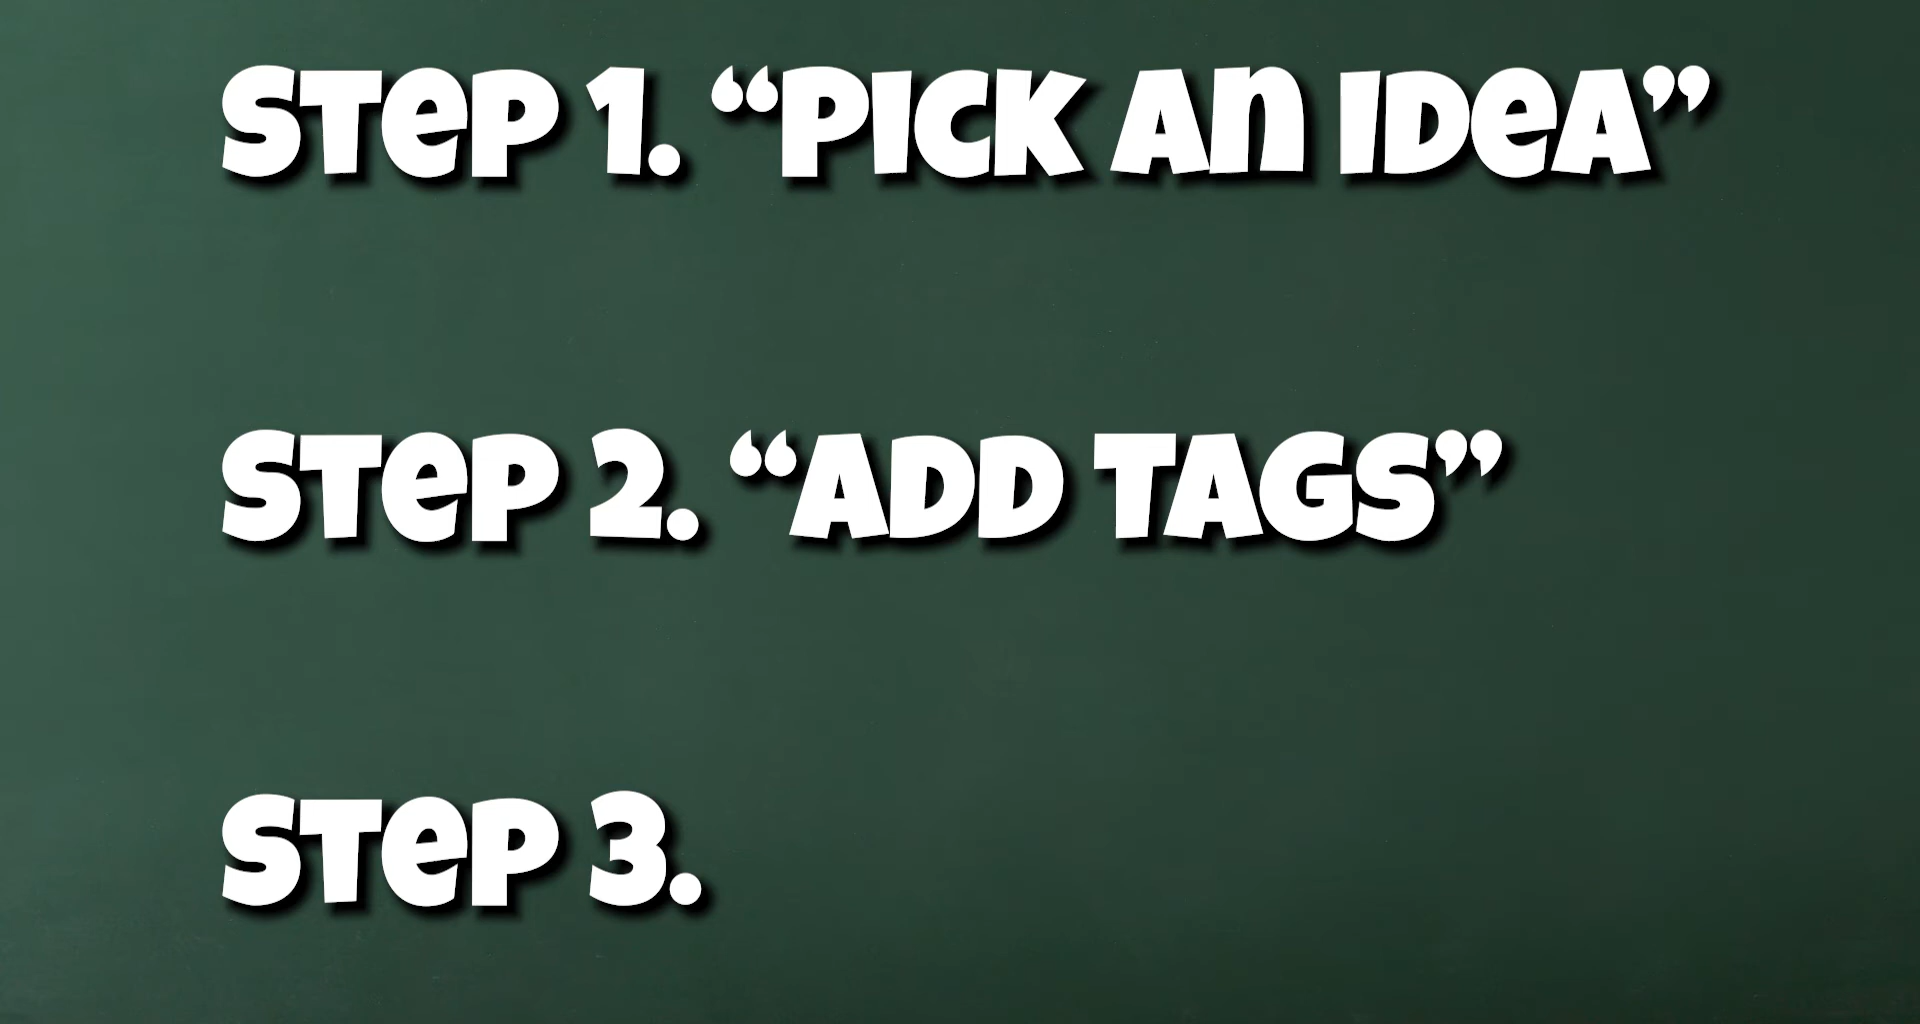 Step 1. “Pick an Idea”
Step 2. “Add Tags”
Step 3.